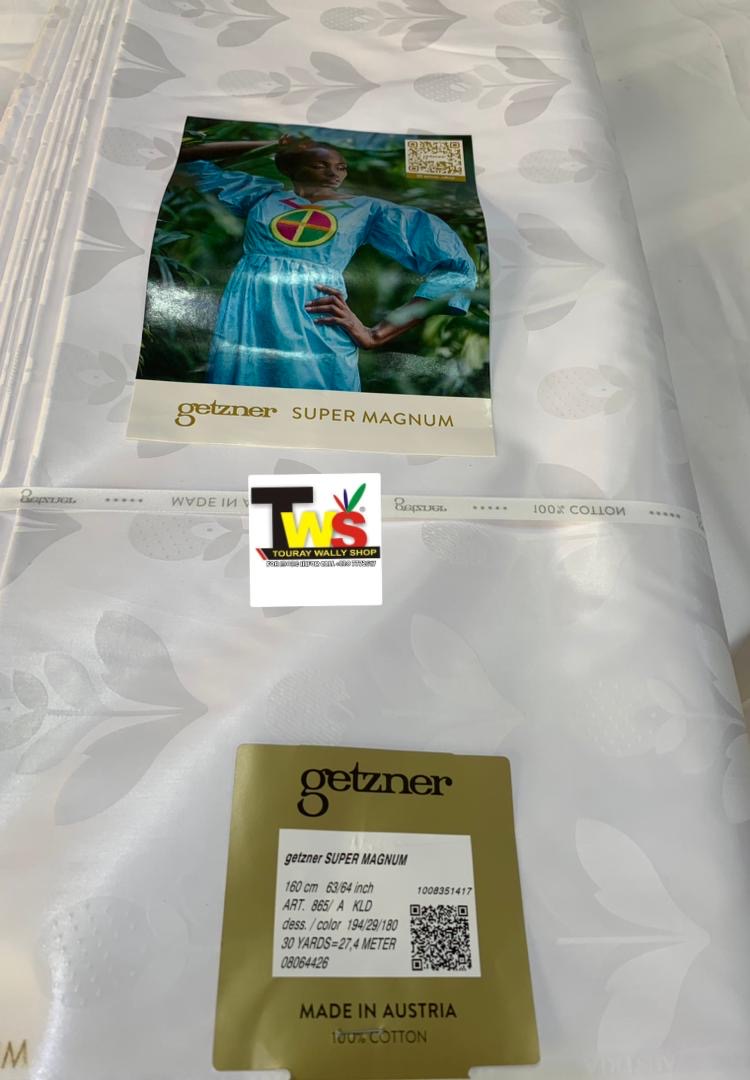 getzner
getzner SUPER MAGNUM
getzner ***** MADE IN getzner ***** 100% COTTON *****
TWS®
TOURAY WALLY SHOP
getzner
getzner SUPER MAGNUM
160 cm 63/64 inch
1008351417
ART. 865/ A KLD
dess. / color 194/29/180
30 YARDS=27,4 METER
08064426
MADE IN AUSTRIA
100% COTTON